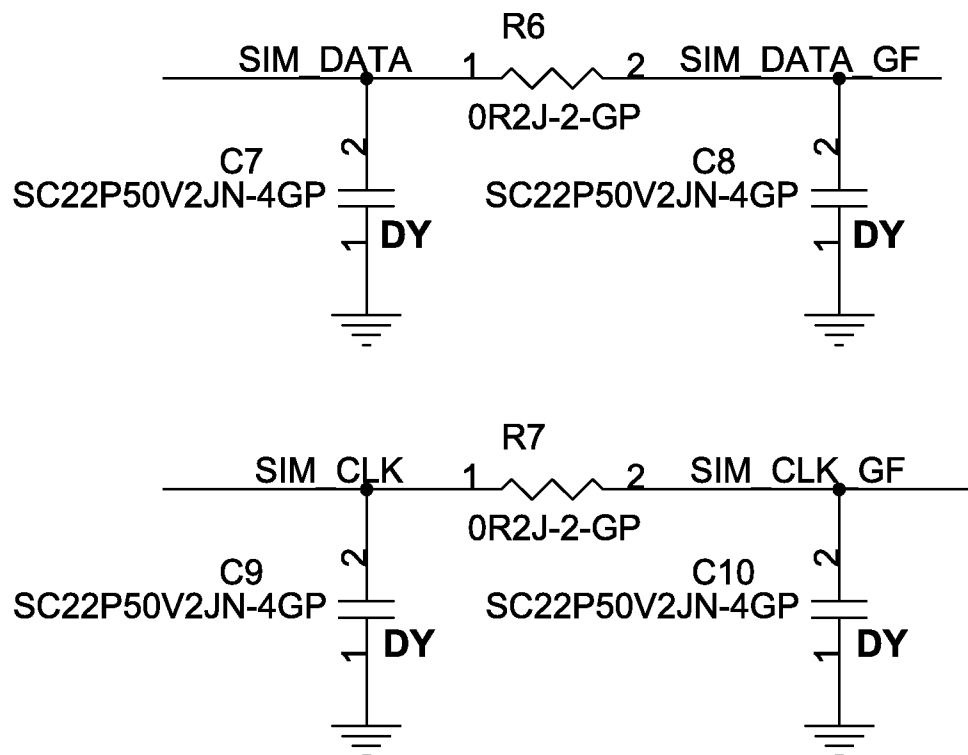 R6
SIM_DATA 1 2 SIM_DATA_GF
0R2J-2-GP
2 2
C7 C8
SC22P50V2JN-4GP SC22P50V2JN-4GP
1 DY 1 DY
R7
SIM_CLK 1 2 SIM_CLK_GF
0R2J-2-GP
2 2
C9 C10
SC22P50V2JN-4GP SC22P50V2JN-4GP
1 DY 1 DY